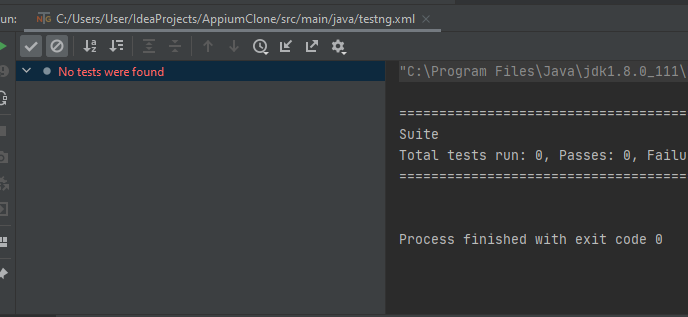 un: C:/Users/User/IdeaProjects/AppiumClone/src/main/java/testng.xml
No tests were found
"C:\Program Files\Java\jdk1.8.0_111\
=====================================
Suite
Total tests run: 0, Passes: 0, Failu
=====================================
Process finished with exit code 0